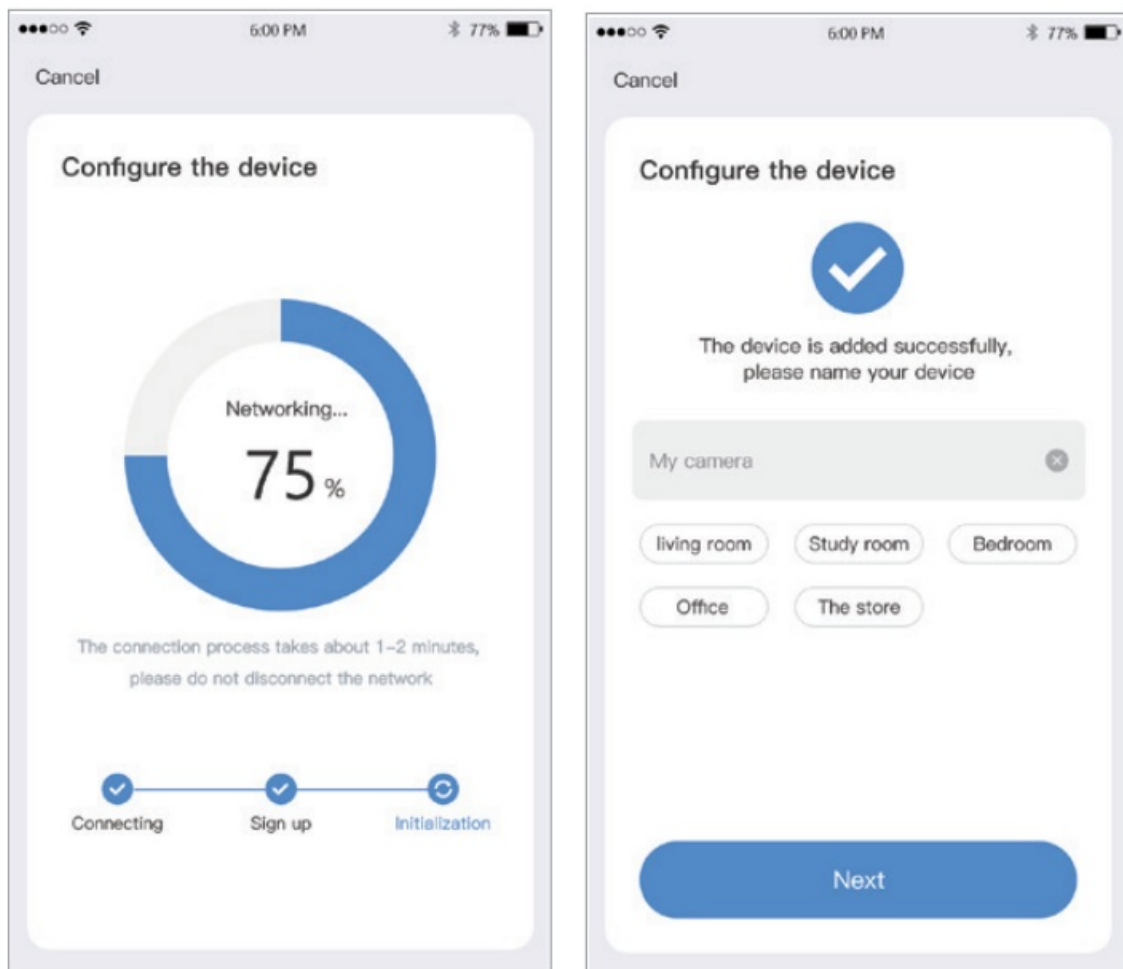 6:00 PM
77%
Cancel
Configure the device
Networking...
75 %
The connection process takes about 1-2 minutes,
please do not disconnect the network
Connecting
Sign up
Initialization
6:00 PM
77%
Cancel
Configure the device
The device is added successfully,
please name your device
My camera
living room
Study room
Bedroom
Office
The store
Next